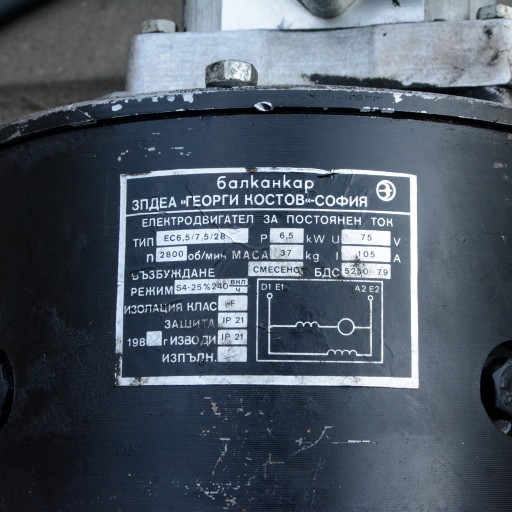 балканкар
ЗПДЕА »ГЕОРГИ КОСТОВ«-СОФИЯ
ЕЛЕКТРОДВИГАТЕЛ ЗА ПОСТОЯНЕН ТОК
ТИП ЕС6,5/7,5/28 P 6,5 kW U 75 V
n 2800 об/мин МАСА 37 kg I 105 A
ВЪЗБУЖДАНЕ СМЕСЕНО БДС 5230-79
РЕЖИМ S4-25%240 ВКЛ/Ч
ИЗОЛАЦИЯ КЛАС F
ЗАЩИТА IP 21
198 г ИЗВОДИ IP 21
ИЗПЪЛН.
D1 E1 A2 E2